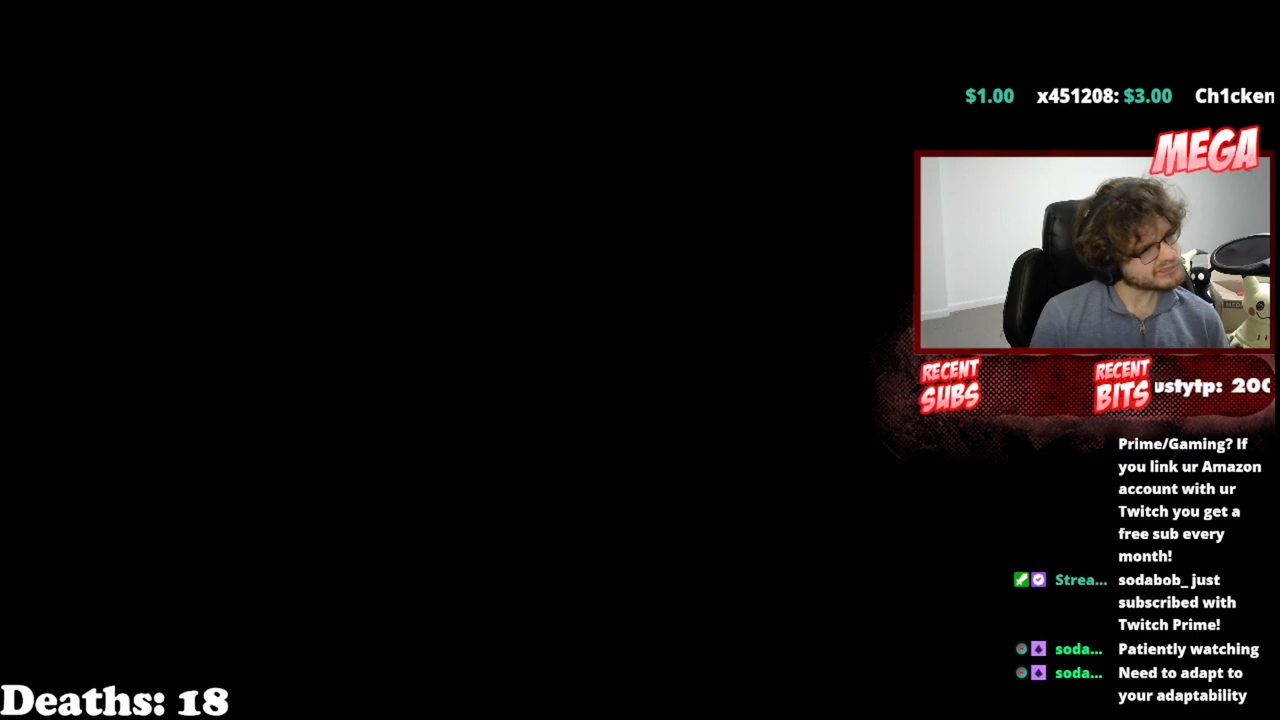 $1.00 x451208: $3.00 Ch1cken
MEGA
RECENT
SUBS
RECENT
BITS
ustytp: 200
Prime/Gaming? If
you link ur Amazon
account with ur
Twitch you get a
free sub every
month!
Strea... sodabob_ just
subscribed with
Twitch Prime!
soda... Patiently watching
soda... Need to adapt to
your adaptability
Deaths: 18